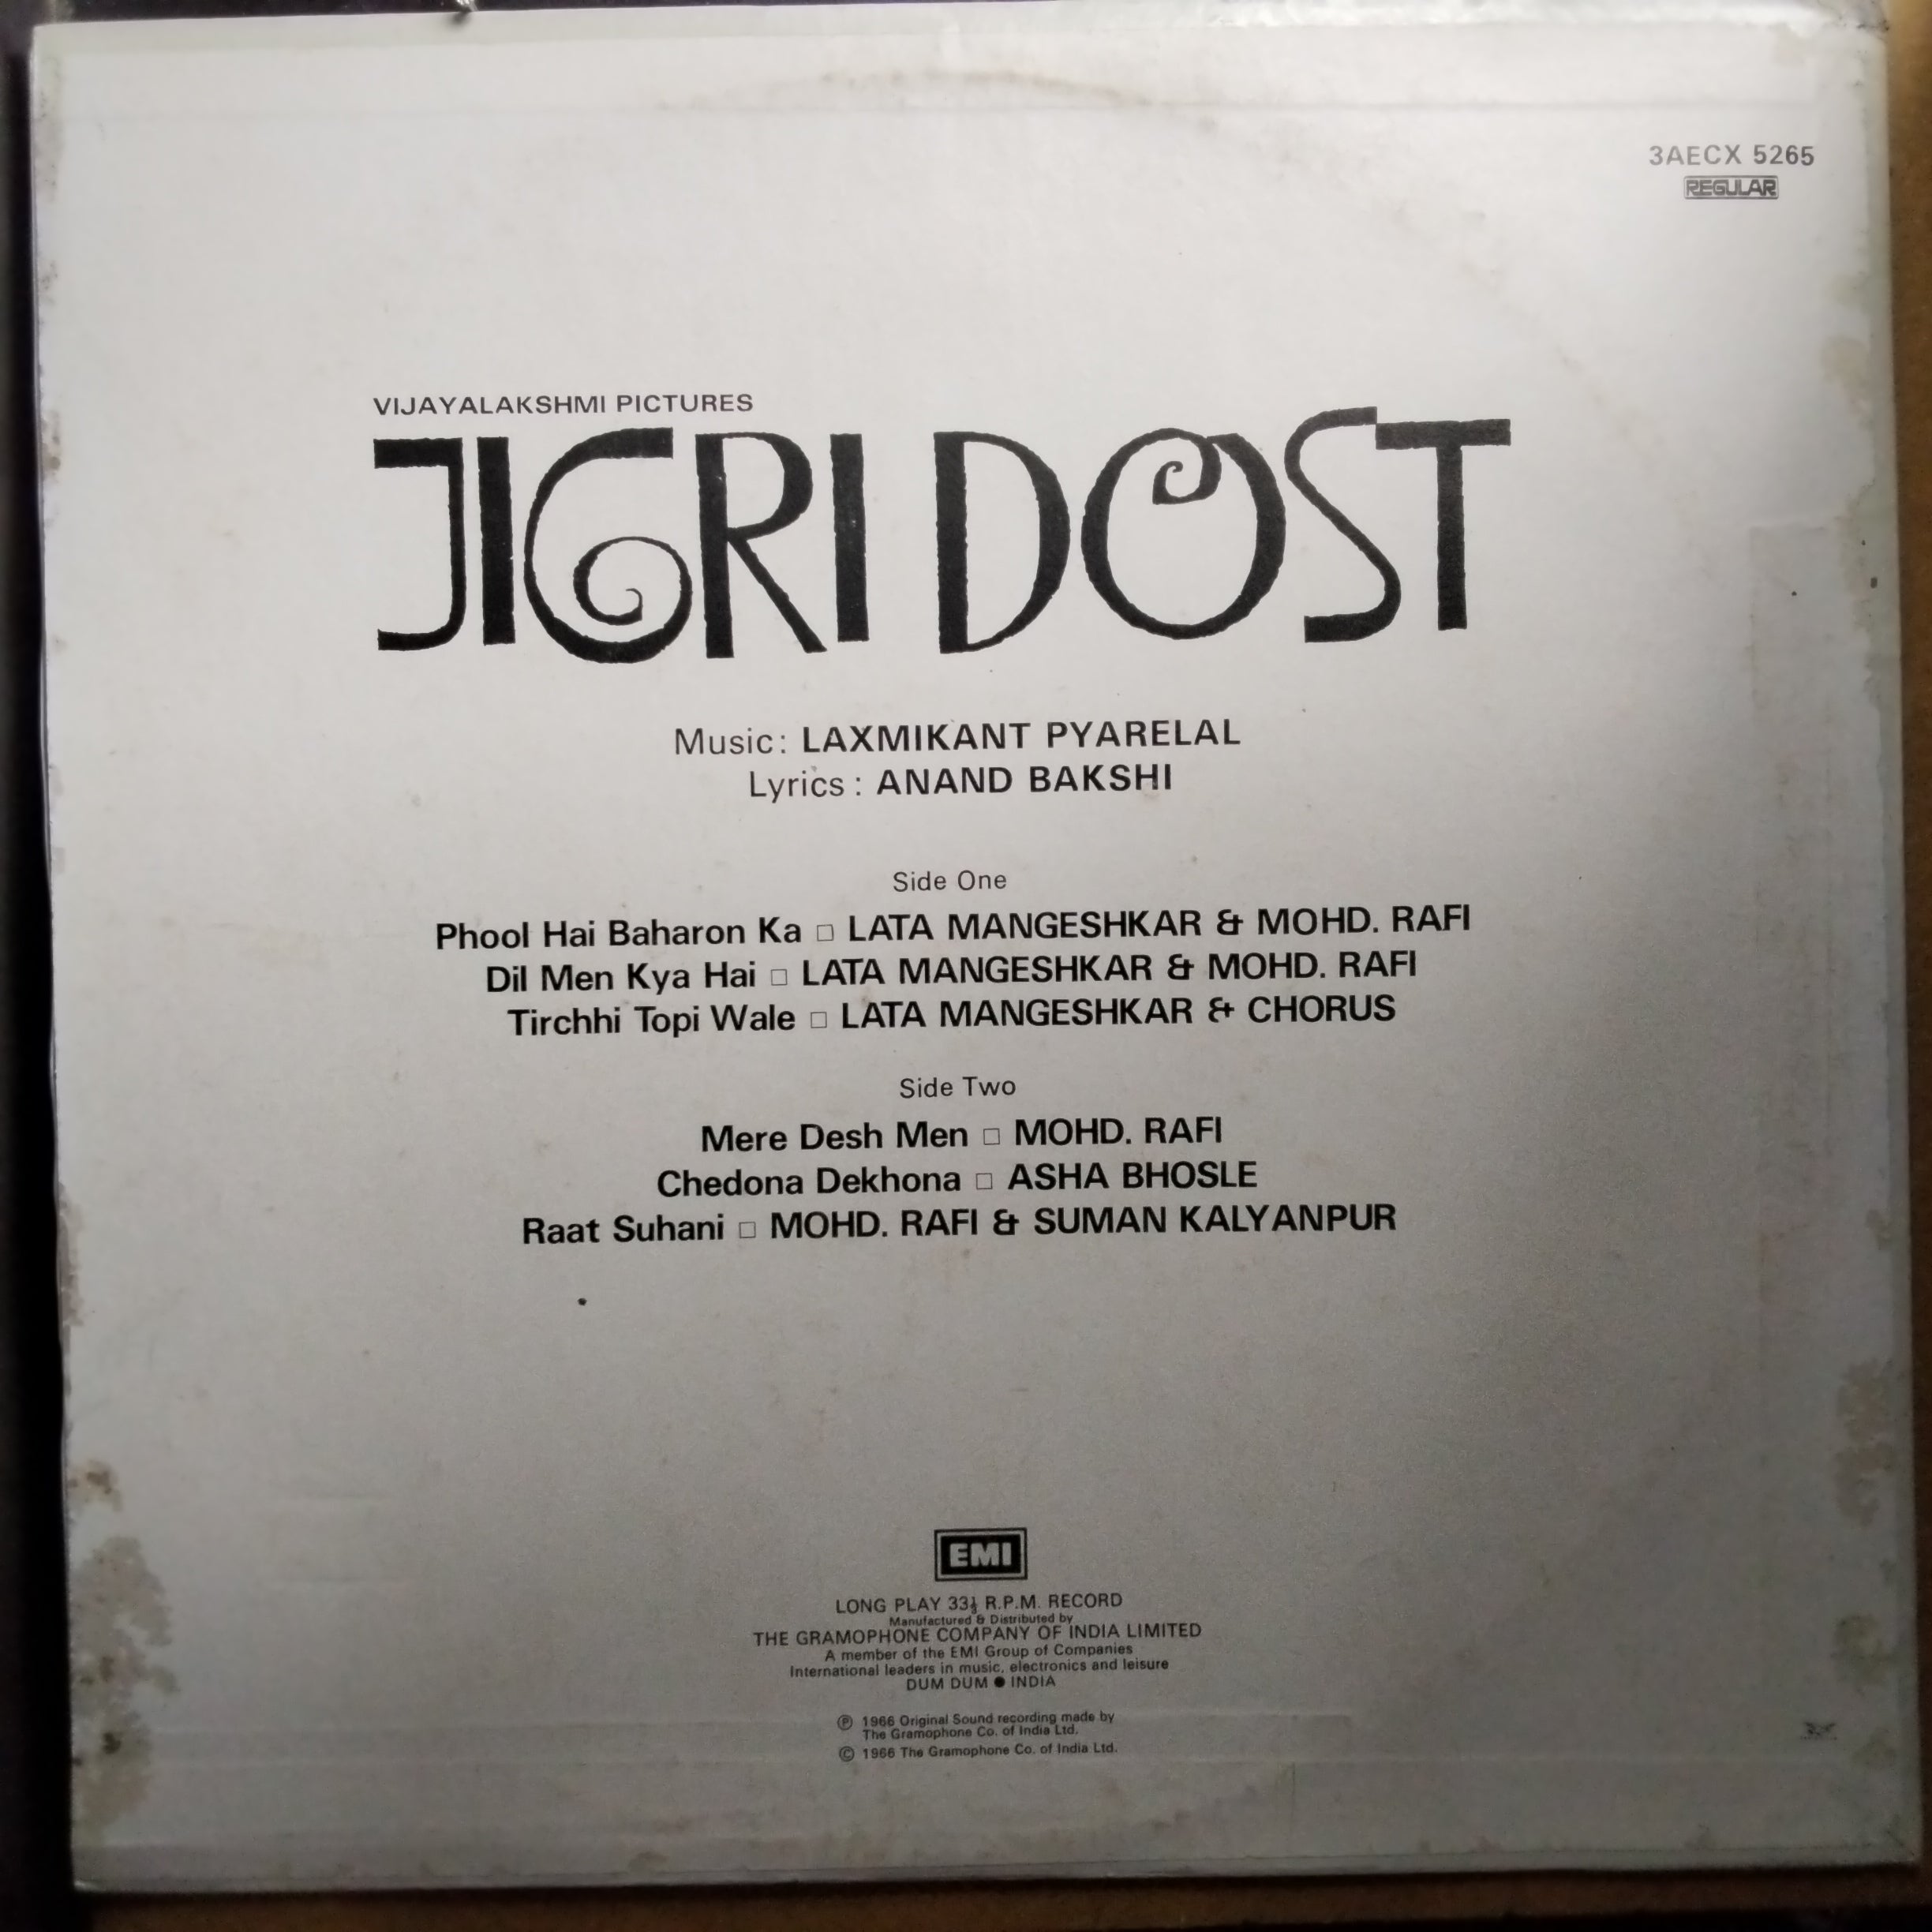 3AECX 5265
REGULAR
VIJAYALAKSHMI PICTURES
JIGRI DOST
Music: LAXMIKANT PYARELAL
Lyrics : ANAND BAKSHI
Side One
Phool Hai Baharon Ka □ LATA MANGESHKAR & MOHD. RAFI
Dil Men Kya Hai □ LATA MANGESHKAR & MOHD. RAFI
Tirchhi Topi Wale □ LATA MANGESHKAR & CHORUS
Side Two
Mere Desh Men □ MOHD. RAFI
Chedona Dekhona □ ASHA BHOSLE
Raat Suhani □ MOHD. RAFI & SUMAN KALYANPUR
EMI
LONG PLAY 33⅓ R.P.M. RECORD
Manufactured & Distributed by
THE GRAMOPHONE COMPANY OF INDIA LIMITED
A member of the EMI Group of Companies
International leaders in music, electronics and leisure
DUM DUM ● INDIA
℗ 1966 Original Sound recording made by
The Gramophone Co. of India Ltd.
© 1966 The Gramophone Co. of India Ltd.